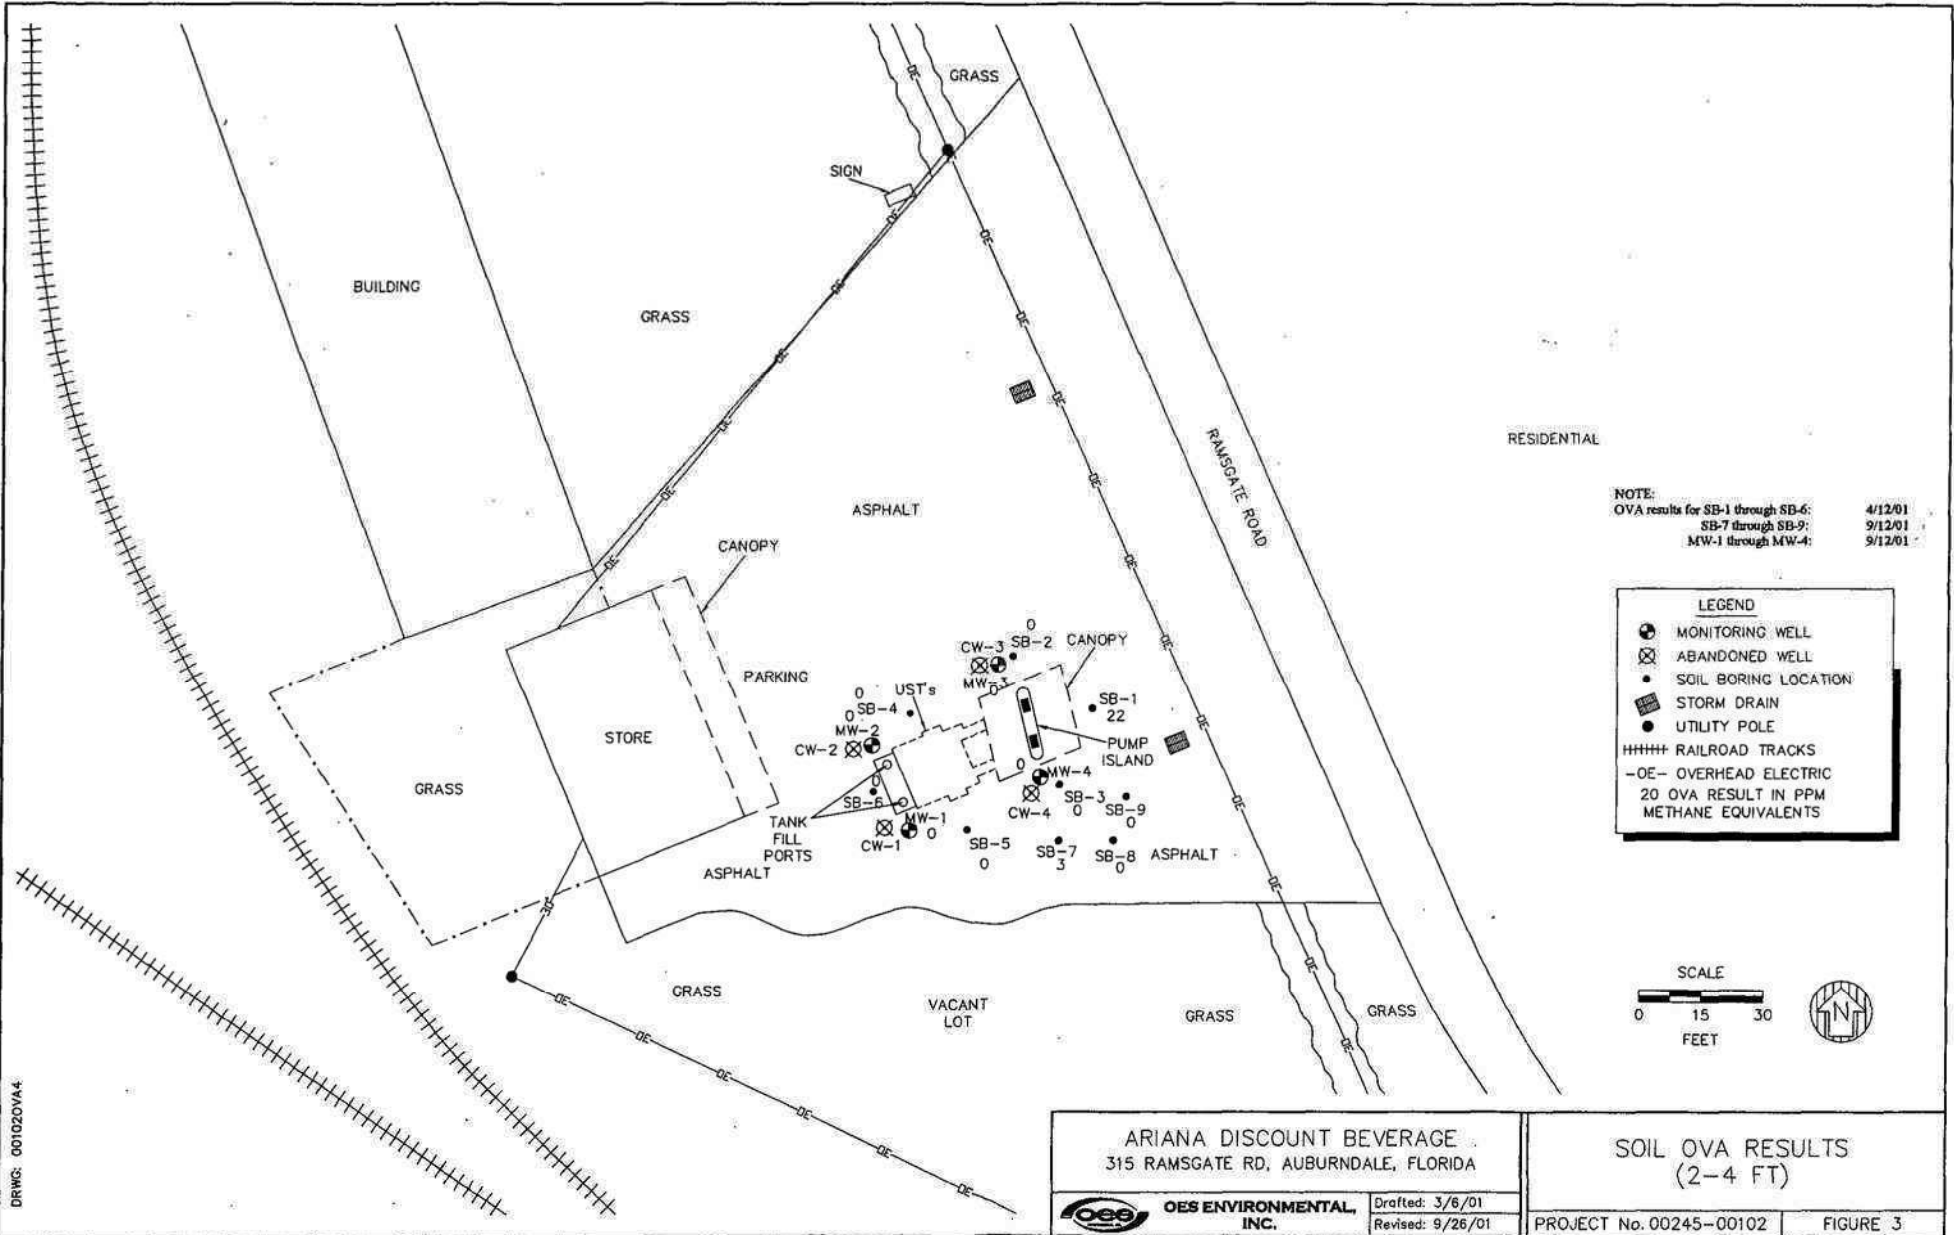 GRASS
SIGN
BUILDING
GRASS
RAMSGATE ROAD
RESIDENTIAL
ASPHALT
CANOPY
NOTE:
OVA results for SB-1 through SB-6: 4/12/01
SB-7 through SB-9: 9/12/01
MW-1 through MW-4: 9/12/01
LEGEND
MONITORING WELL
ABANDONED WELL
SOIL BORING LOCATION
STORM DRAIN
UTILITY POLE
RAILROAD TRACKS
-OE- OVERHEAD ELECTRIC
20 OVA RESULT IN PPM
METHANE EQUIVALENTS
0
CW-3 SB-2 CANOPY
MW-3
0
PARKING
UST's
0
SB-4
0
MW-2
CW-2
SB-1
22
PUMP
ISLAND
STORE
GRASS
0
SB-6
0
MW-4
CW-4
SB-3
0
SB-9
0
TANK
FILL
PORTS
MW-1
0
CW-1
SB-5
0
SB-7
3
SB-8
0
ASPHALT
ASPHALT
OE
GRASS
VACANT
LOT
GRASS
GRASS
SCALE
0 15 30
FEET
N
DRWG: 001020VA4
ARIANA DISCOUNT BEVERAGE
315 RAMSGATE RD, AUBURNDALE, FLORIDA
oes
OES ENVIRONMENTAL,
INC.
Drafted: 3/6/01
Revised: 9/26/01
SOIL OVA RESULTS
(2-4 FT)
PROJECT No. 00245-00102
FIGURE 3